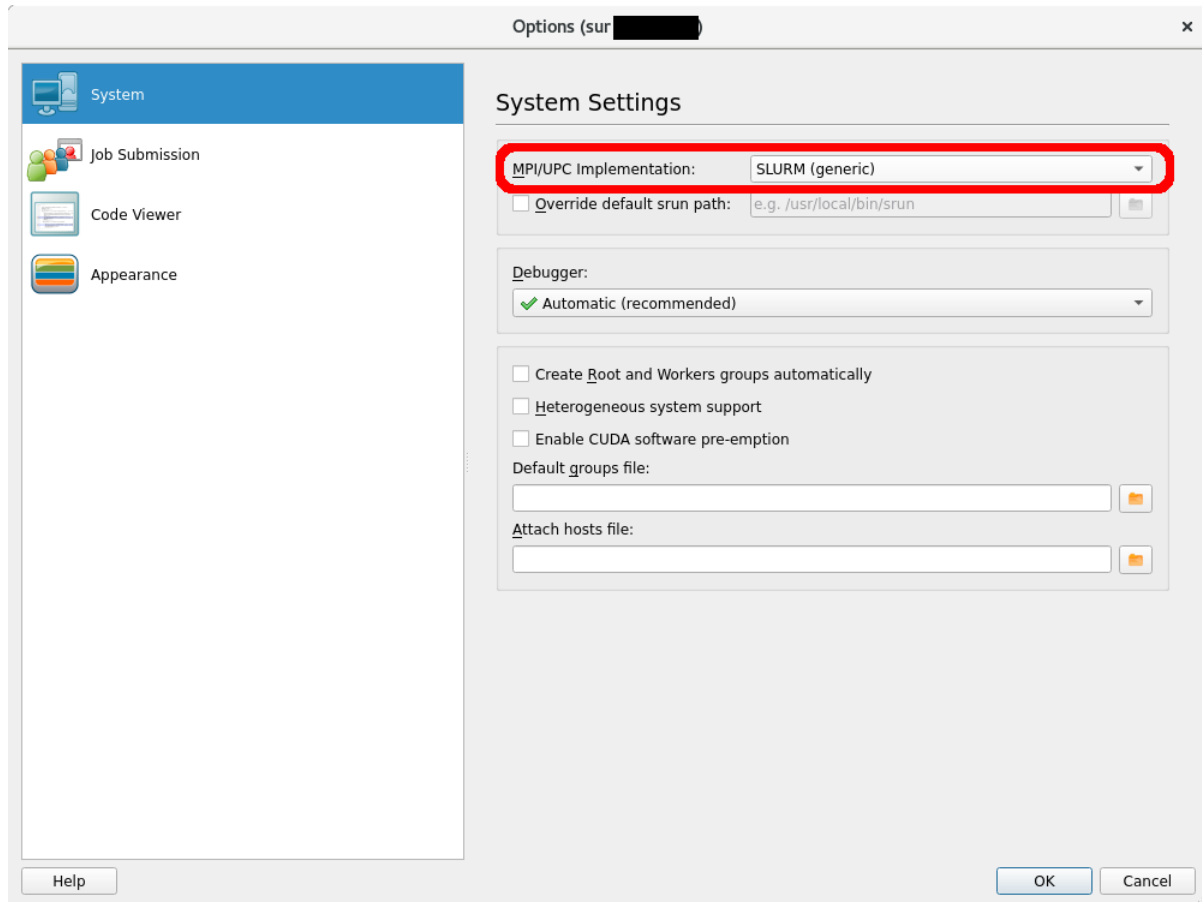 Options (sur )
System
Job Submission
Code Viewer
Appearance
System Settings
MPI/UPC Implementation: SLURM (generic)
Override default srun path: e.g. /usr/local/bin/srun
Debugger:
Automatic (recommended)
Create Root and Workers groups automatically
Heterogeneous system support
Enable CUDA software pre-emption
Default groups file:
Attach hosts file:
Help OK Cancel